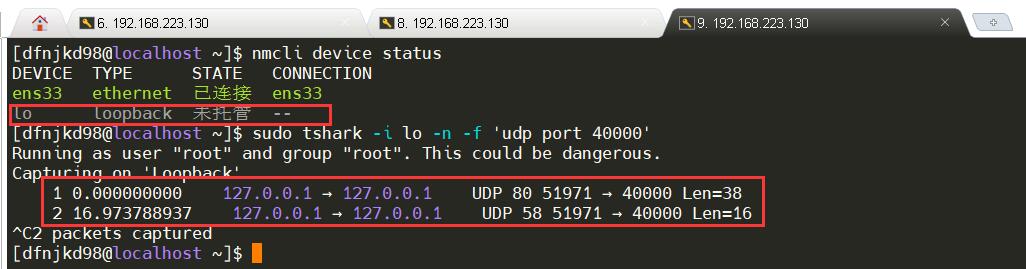 6. 192.168.223.130 × 8. 192.168.223.130 × 9. 192.168.223.130 ×
[dfnjkd98@localhost ~]$ nmcli device status
DEVICE TYPE STATE CONNECTION
ens33 ethernet 已连接 ens33
lo loopback 未托管 --
[dfnjkd98@localhost ~]$ sudo tshark -i lo -n -f 'udp port 40000'
Running as user "root" and group "root". This could be dangerous.
Capturing on 'Loopback'
1 0.000000000 127.0.0.1 → 127.0.0.1 UDP 80 51971 → 40000 Len=38
2 16.973788937 127.0.0.1 → 127.0.0.1 UDP 58 51971 → 40000 Len=16
^C2 packets captured
[dfnjkd98@localhost ~]$